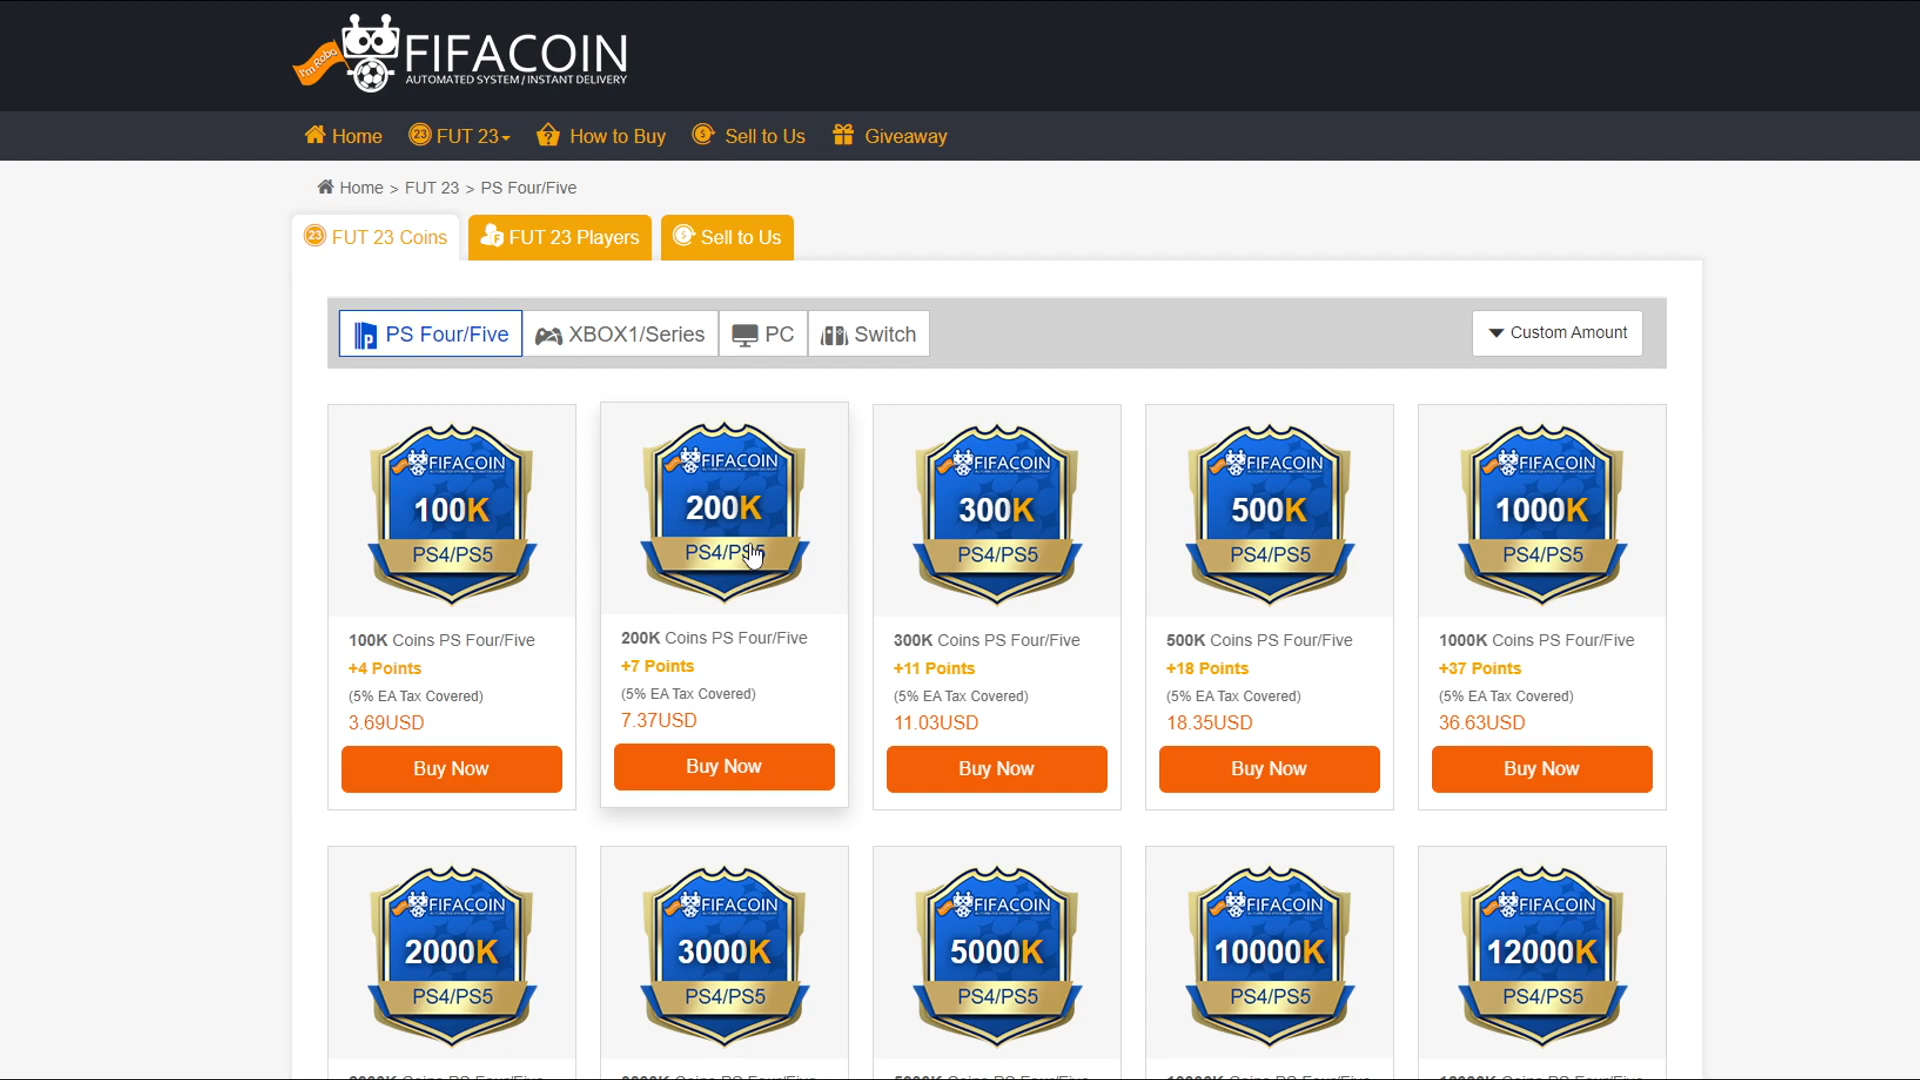 I'm Robo
FIFACOIN
AUTOMATED SYSTEM / INSTANT DELIVERY
Home
23 FUT 23
How to Buy
Sell to Us
Giveaway
Home > FUT 23 > PS Four/Five
23 FUT 23 Coins
FUT 23 Players
Sell to Us
PS Four/Five
XBOX1/Series
PC
Switch
Custom Amount
FIFACOIN
100K
PS4/PS5
100K Coins PS Four/Five
+4 Points
(5% EA Tax Covered)
3.69USD
Buy Now
FIFACOIN
200K
PS4/PS5
200K Coins PS Four/Five
+7 Points
(5% EA Tax Covered)
7.37USD
Buy Now
FIFACOIN
300K
PS4/PS5
300K Coins PS Four/Five
+11 Points
(5% EA Tax Covered)
11.03USD
Buy Now
FIFACOIN
500K
PS4/PS5
500K Coins PS Four/Five
+18 Points
(5% EA Tax Covered)
18.35USD
Buy Now
FIFACOIN
1000K
PS4/PS5
1000K Coins PS Four/Five
+37 Points
(5% EA Tax Covered)
36.63USD
Buy Now
FIFACOIN
2000K
PS4/PS5
FIFACOIN
3000K
PS4/PS5
FIFACOIN
5000K
PS4/PS5
FIFACOIN
10000K
PS4/PS5
FIFACOIN
12000K
PS4/PS5